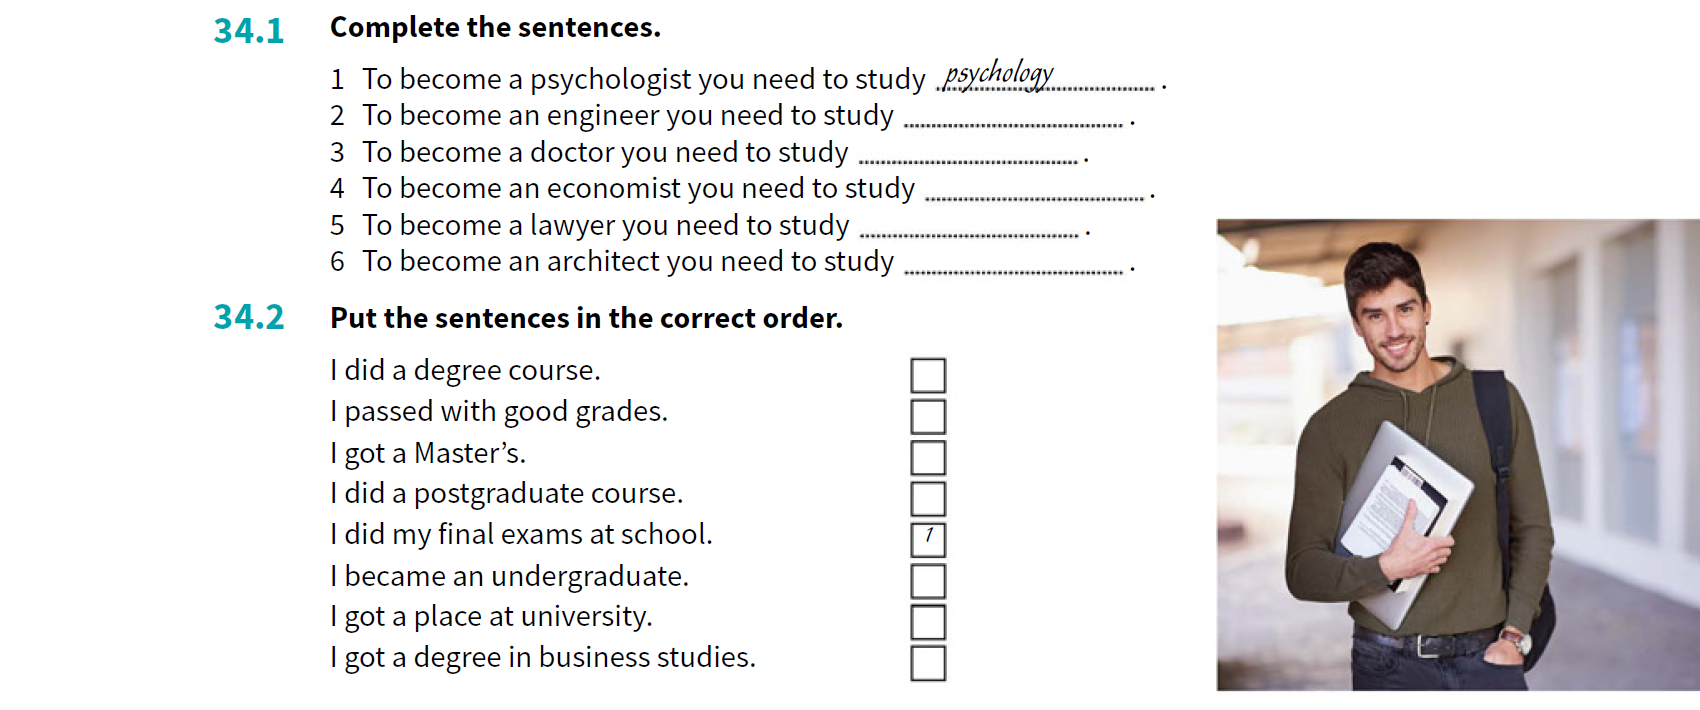 34.1 Complete the sentences.
1 To become a psychologist you need to study psychology .
2 To become an engineer you need to study .
3 To become a doctor you need to study .
4 To become an economist you need to study .
5 To become a lawyer you need to study .
6 To become an architect you need to study .
34.2 Put the sentences in the correct order.
I did a degree course.
I passed with good grades.
I got a Master’s.
I did a postgraduate course.
I did my final exams at school. 1
I became an undergraduate.
I got a place at university.
I got a degree in business studies.